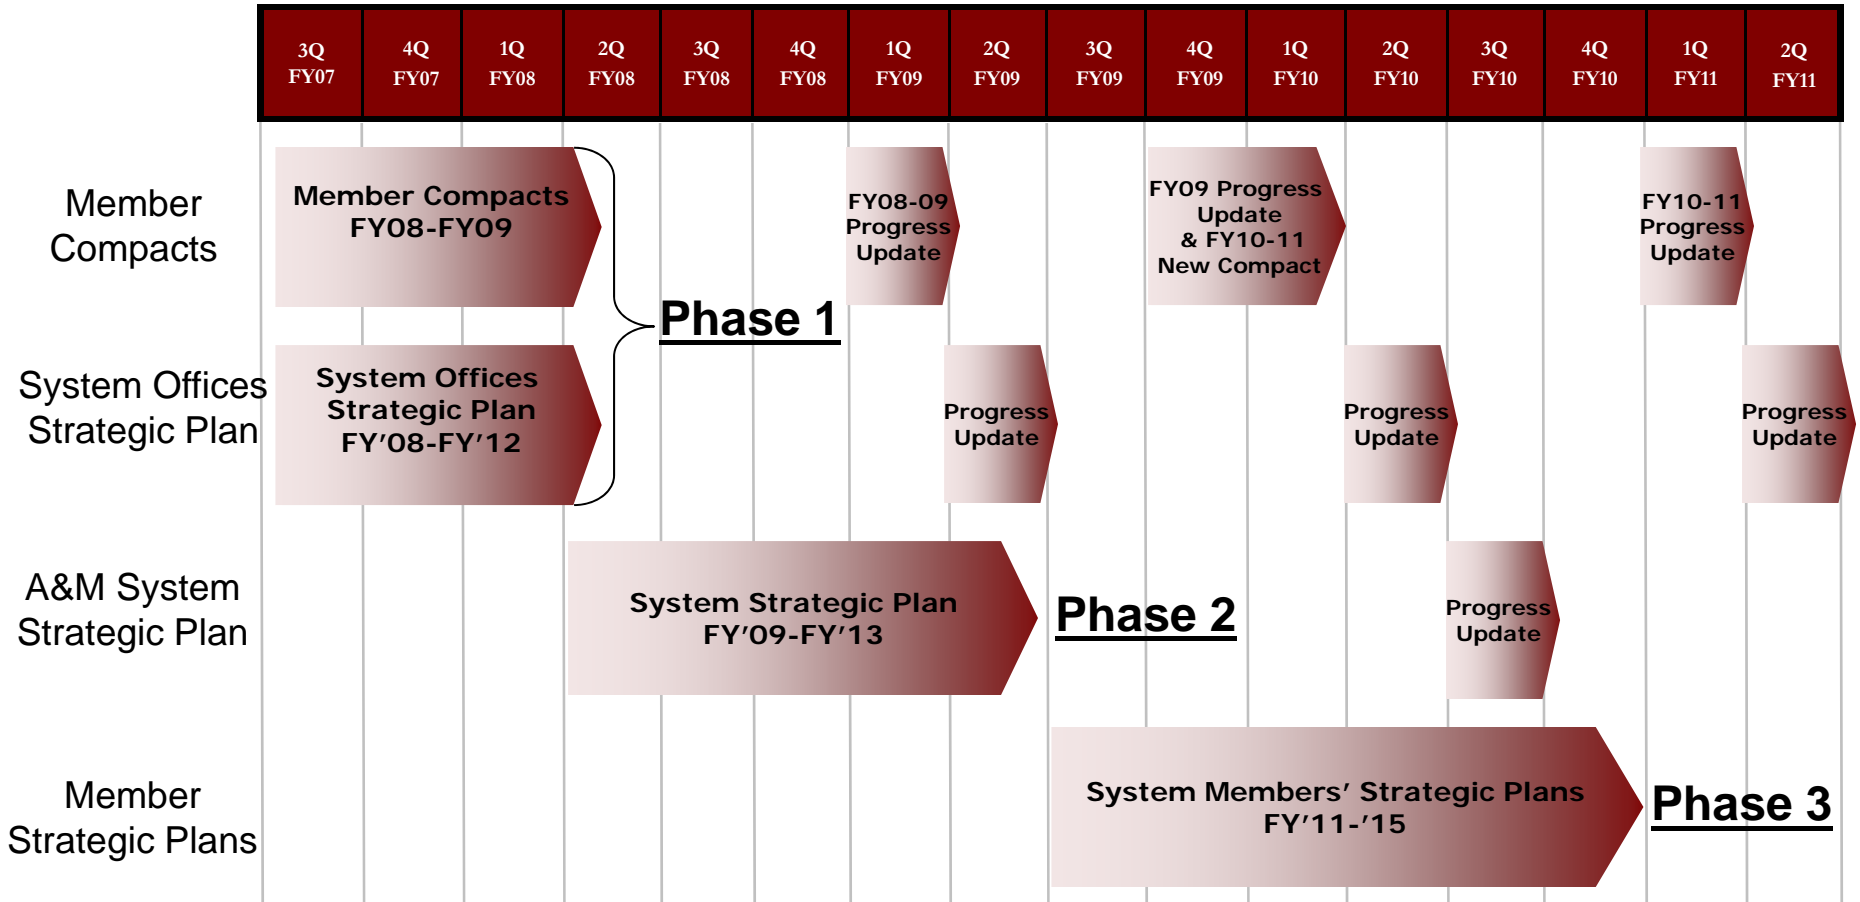 3Q
FY07
4Q
FY07
1Q
FY08
2Q
FY08
3Q
FY08
4Q
FY08
1Q
FY09
2Q
FY09
3Q
FY09
4Q
FY09
1Q
FY10
2Q
FY10
3Q
FY10
4Q
FY10
1Q
FY11
2Q
FY11
Member
Compacts
Member Compacts
FY08-FY09
FY08-09
Progress
Update
FY09 Progress
Update
& FY10-11
New Compact
FY10-11
Progress
Update
Phase 1
System Offices
Strategic Plan
System Offices
Strategic Plan
FY'08-FY'12
Progress
Update
Progress
Update
Progress
Update
A&M System
Strategic Plan
System Strategic Plan
FY'09-FY'13
Phase 2
Progress
Update
Member
Strategic Plans
System Members' Strategic Plans
FY'11-'15
Phase 3